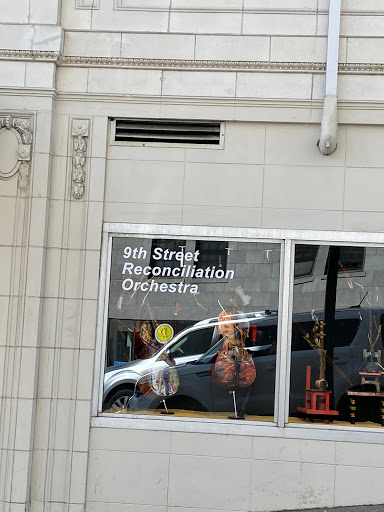 9th Street
Reconciliation
Orchestra